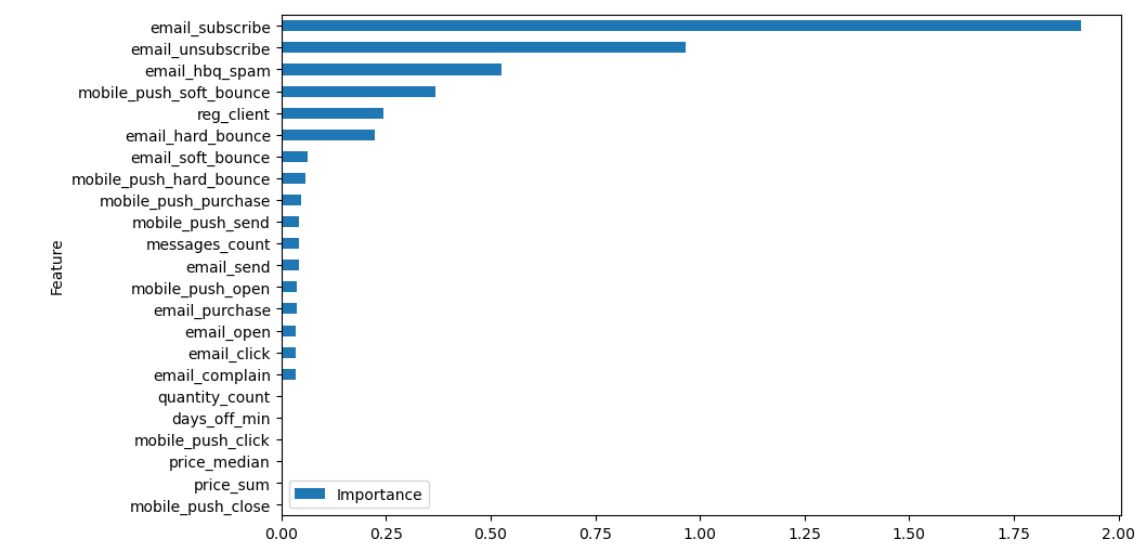 email_subscribe
email_unsubscribe
email_hbq_spam
mobile_push_soft_bounce
reg_client
email_hard_bounce
email_soft_bounce
mobile_push_hard_bounce
mobile_push_purchase
mobile_push_send
messages_count
email_send
mobile_push_open
email_purchase
email_open
email_click
email_complain
quantity_count
days_off_min
mobile_push_click
price_median
price_sum
mobile_push_close
Feature
Importance
0.00 0.25 0.50 0.75 1.00 1.25 1.50 1.75 2.00